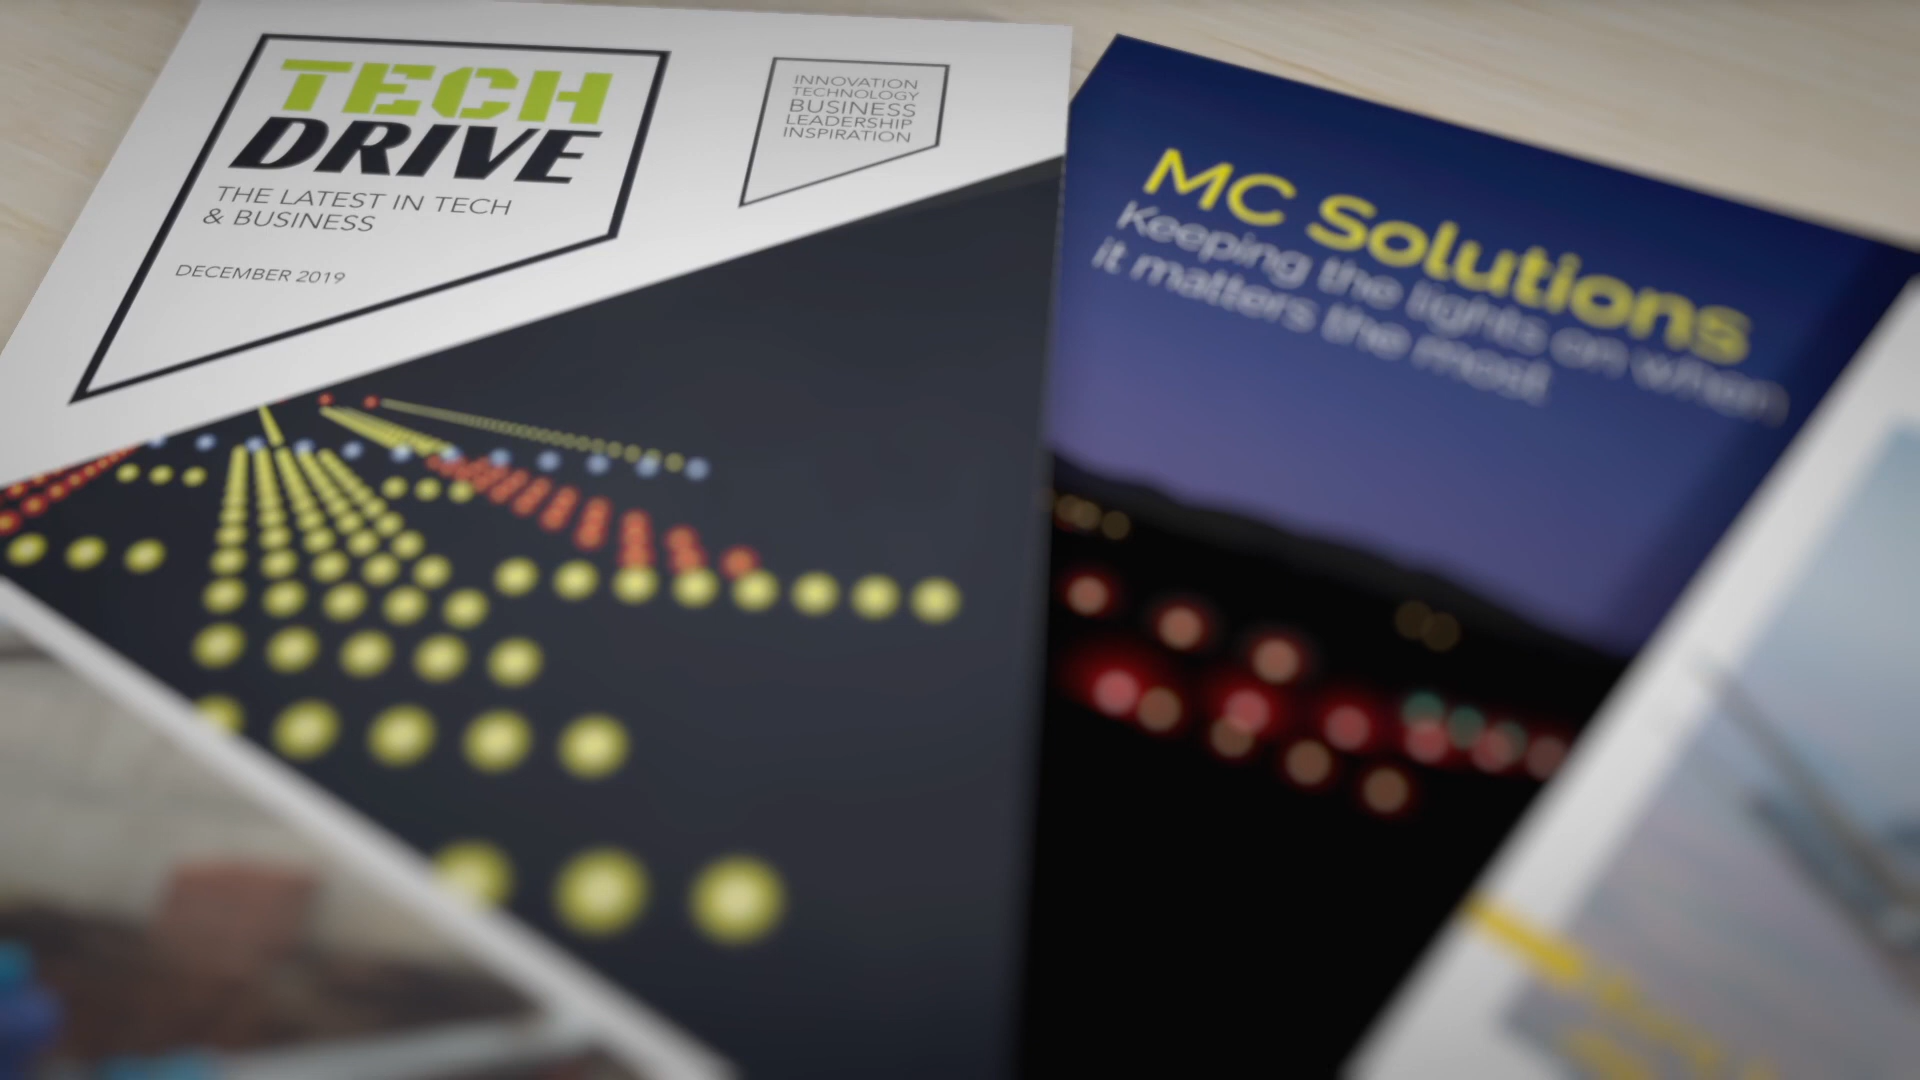 TECH
DRIVE
THE LATEST IN TECH
& BUSINESS
DECEMBER 2019
INNOVATION
TECHNOLOGY
BUSINESS
LEADERSHIP
INSPIRATION
MC Solutions
Keeping the lights on when
it matters the most